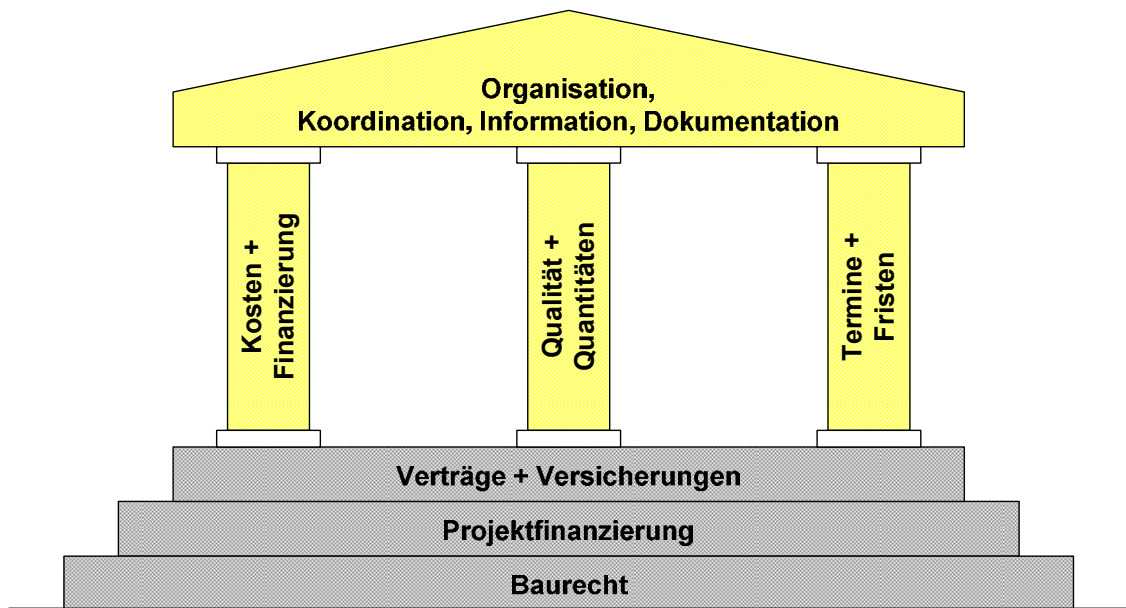 Organisation,
Koordination, Information, Dokumentation
Kosten +
Finanzierung
Qualität +
Quantitäten
Termine +
Fristen
Verträge + Versicherungen
Projektfinanzierung
Baurecht